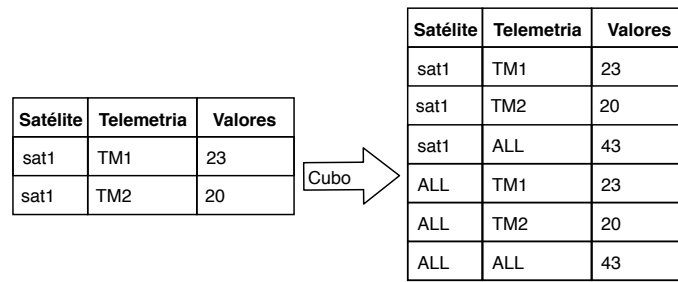 Satélite Telemetria Valores
sat1 TM1 23
sat1 TM2 20
Cubo
Satélite Telemetria Valores
sat1 TM1 23
sat1 TM2 20
sat1 ALL 43
ALL TM1 23
ALL TM2 20
ALL ALL 43